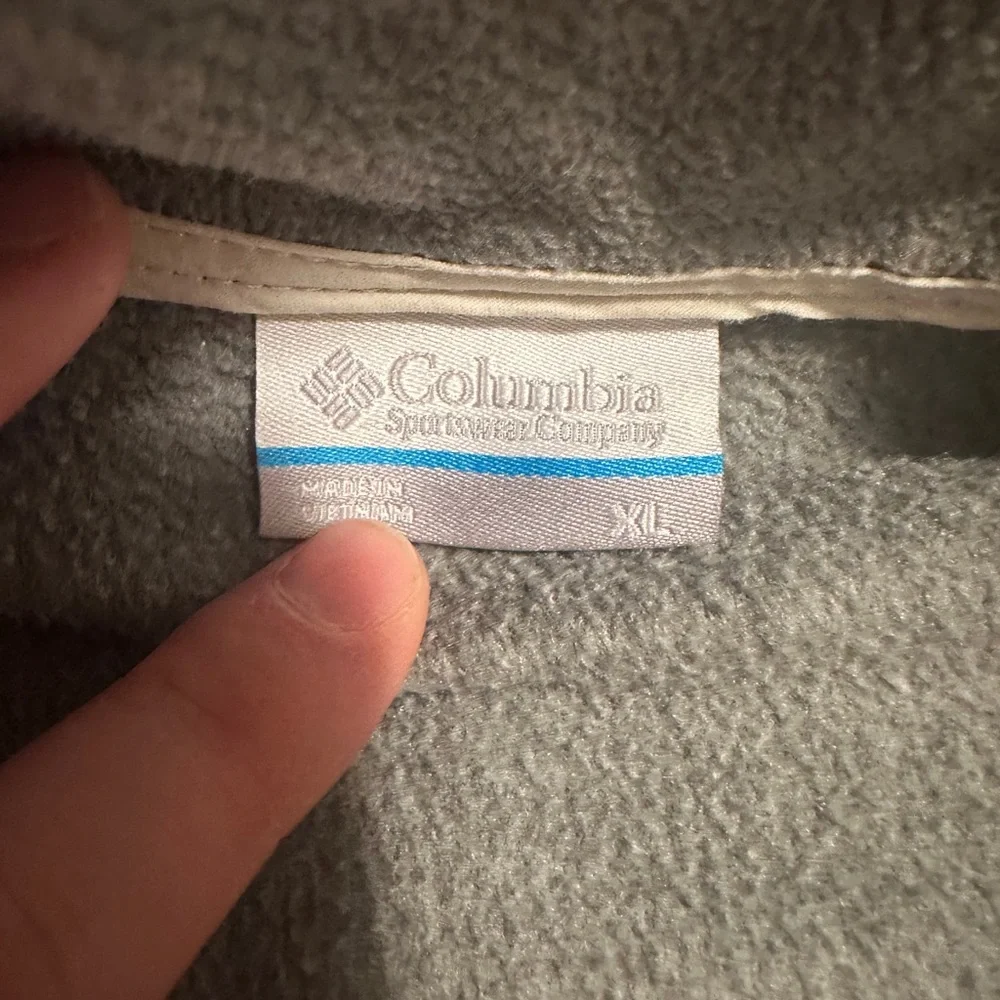 Columbia
Sportswear Company
MADE IN
VIETNAM
XL